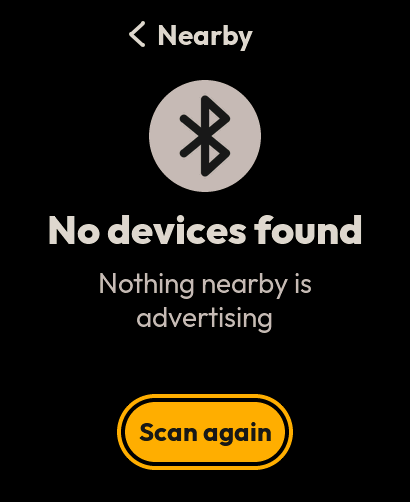 Nearby
No devices found
Nothing nearby is
advertising
Scan again